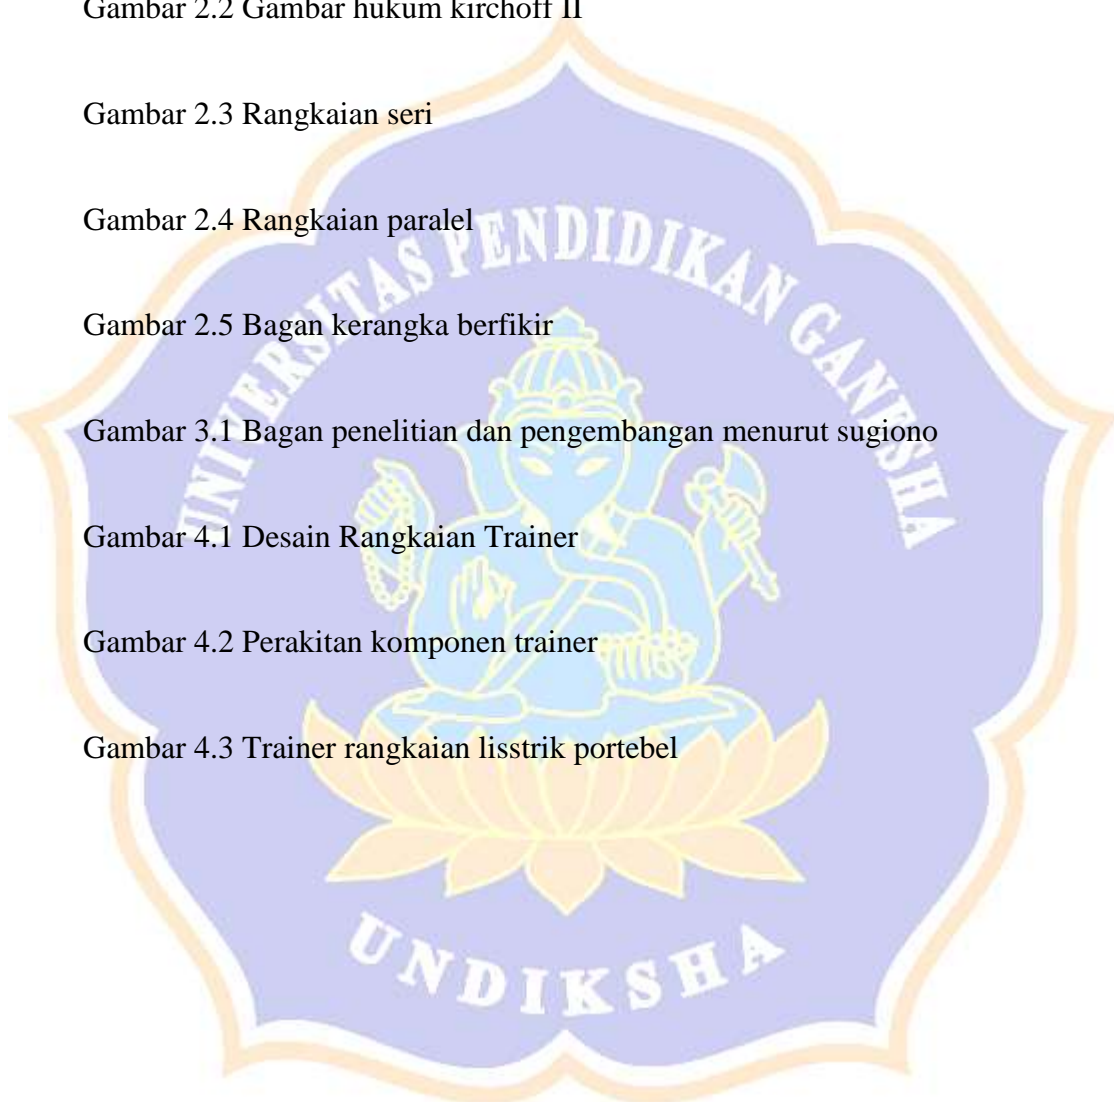 Gambar 2.2 Gambar hukum kirchoff II
Gambar 2.3 Rangkaian seri
Gambar 2.4 Rangkaian paralel
UNIVERSITAS PENDIDIKAN GANESHA
Gambar 2.5 Bagan kerangka berfikir
Gambar 3.1 Bagan penelitian dan pengembangan menurut sugiono
Gambar 4.1 Desain Rangkaian Trainer
Gambar 4.2 Perakitan komponen trainer
Gambar 4.3 Trainer rangkaian lisstrik portebel
UNDIKSHA